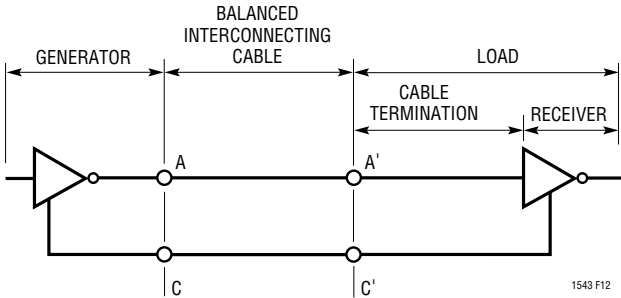 BALANCED
INTERCONNECTING
CABLE
GENERATOR
LOAD
CABLE
TERMINATION
RECEIVER
A
A'
C
C'
1543 F12